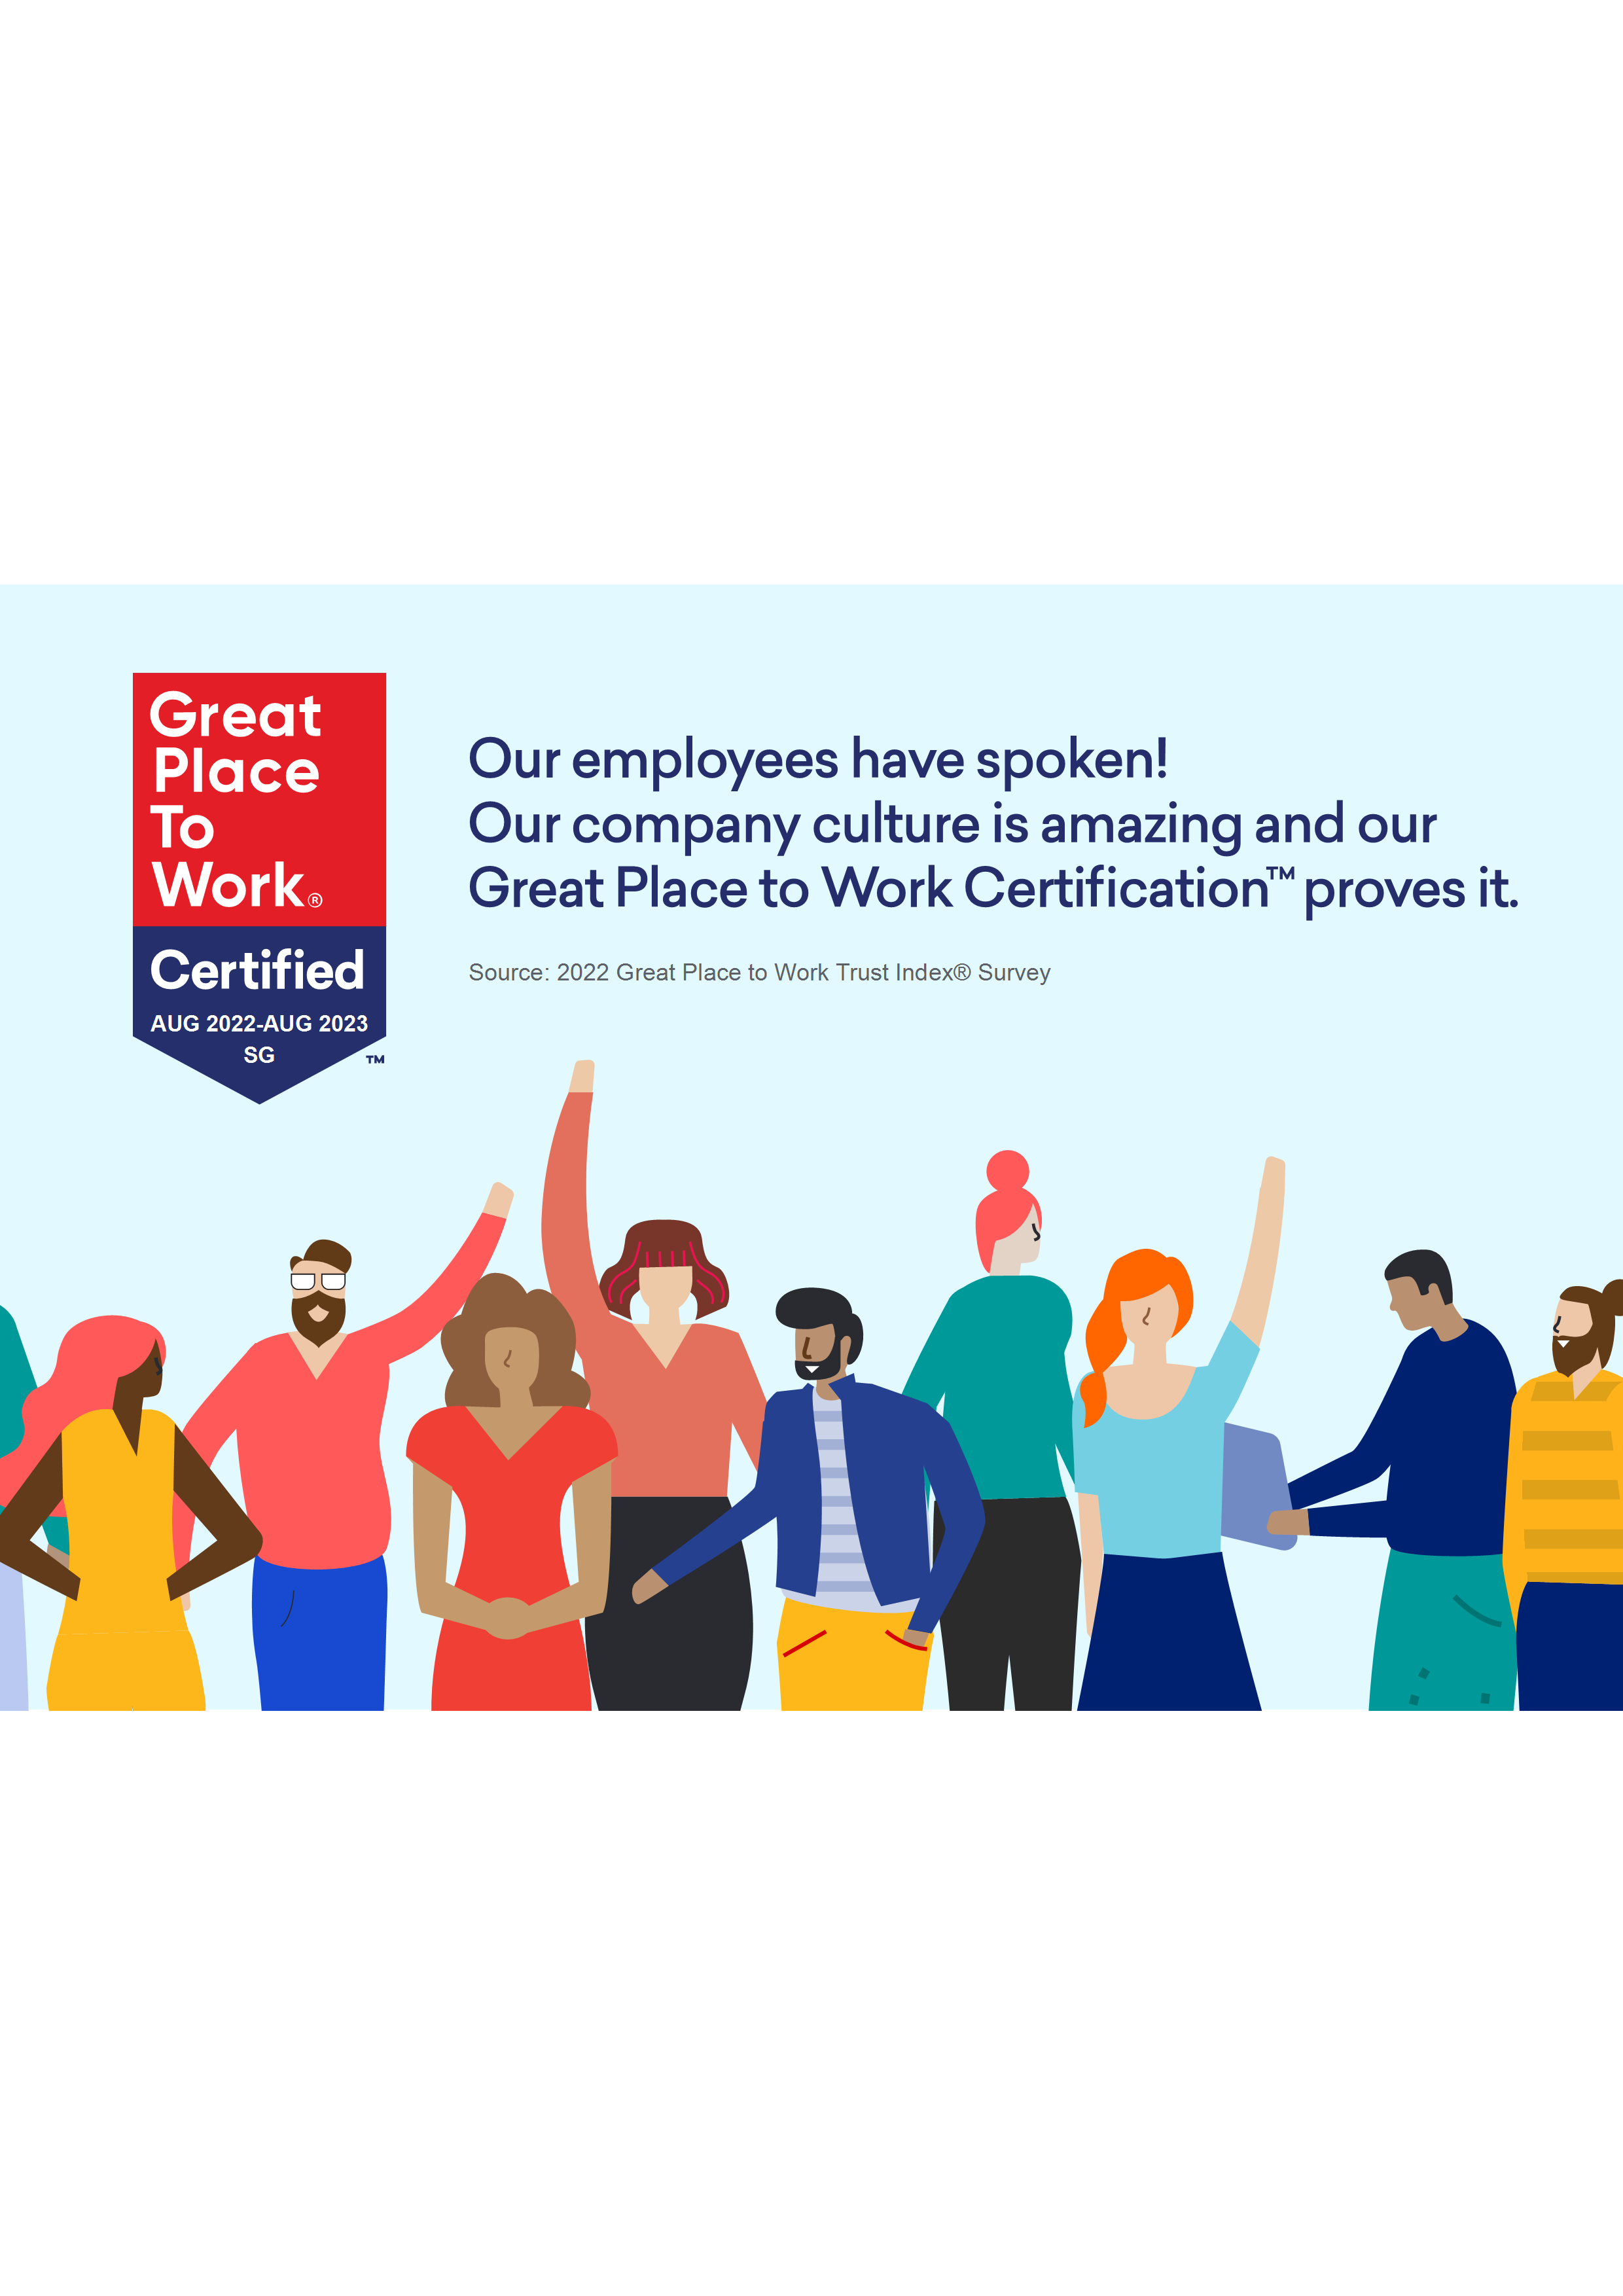 Great
Place
To
Work®
Certified
AUG 2022-AUG 2023
SG
™
Our employees have spoken!
Our company culture is amazing and our
Great Place to Work Certification™ proves it.
Source: 2022 Great Place to Work Trust Index® Survey